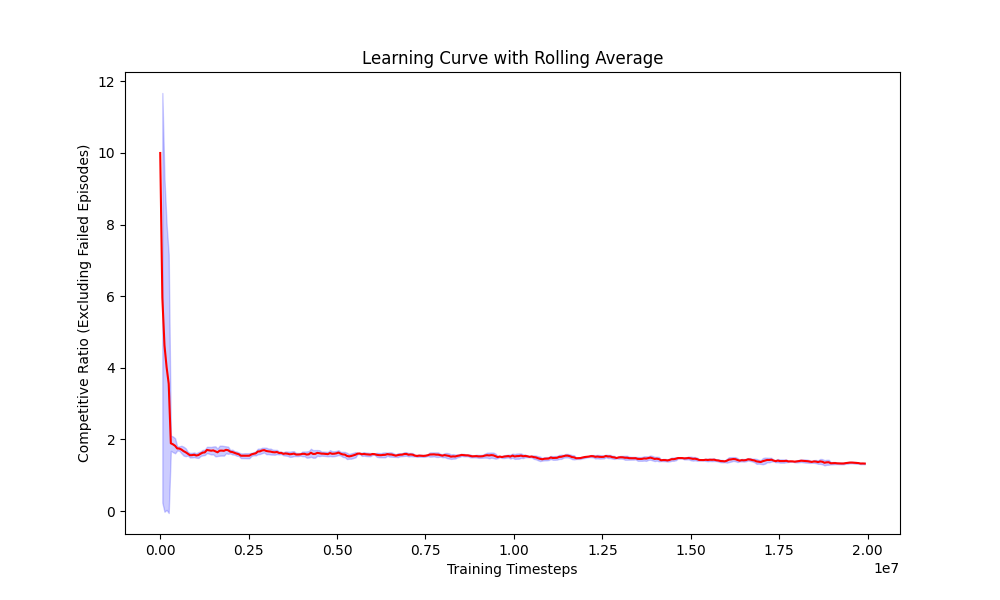 Learning Curve with Rolling Average
12
10
8
6
4
2
0
Competitive Ratio (Excluding Failed Episodes)
0.00 0.25 0.50 0.75 1.00 1.25 1.50 1.75 2.00
1e7
Training Timesteps